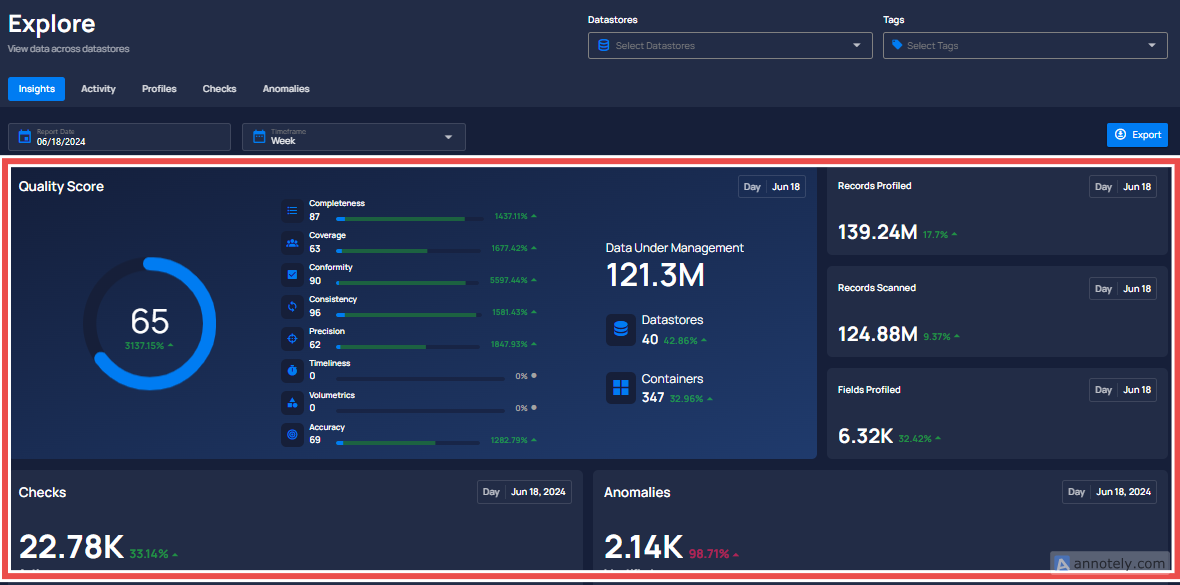 Explore
View data across datastores
Datastores
Select Datastores
Tags
Select Tags
Insights
Activity
Profiles
Checks
Anomalies
Report Date
06/18/2024
Timeframe
Week
Export
Quality Score
Day Jun 18
65
3137.15%
Completeness
87 1437.11%
Coverage
63 1677.42%
Conformity
90 5597.44%
Consistency
96 1581.43%
Precision
62 1847.93%
Timeliness
0 0%
Volumetrics
0 0%
Accuracy
69 1282.79%
Data Under Management
121.3M
Datastores
40 42.86%
Containers
347 32.96%
Records Profiled
Day Jun 18
139.24M 17.7%
Records Scanned
Day Jun 18
124.88M 9.37%
Fields Profiled
Day Jun 18
6.32K 32.42%
Checks
Day Jun 18, 2024
22.78K 33.14%
Anomalies
Day Jun 18, 2024
2.14K 98.71%
annotely.com